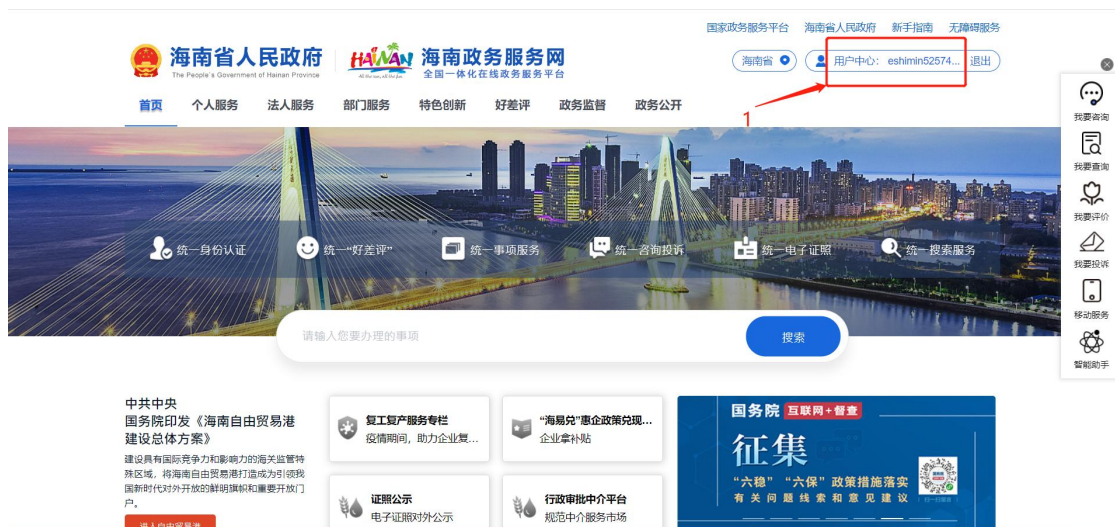 国家政务服务平台 海南省人民政府 新手指南 无障碍服务
海南省人民政府
The People's Government of Hainan Province
HAINAN
海南政务服务网
全国一体化在线政务服务平台
海南省
用户中心： eshimin52574... 退出
首页 个人服务 法人服务 部门服务 特色创新 好差评 政务监督 政务公开
1
我要咨询
我要查询
我要评价
我要投诉
移动服务
智能助手
统一身份认证 统一“好差评” 统一事项服务 统一咨询投诉 统一电子证照 统一搜索服务
请输入您要办理的事项 搜索
中共中央
国务院印发《海南自由贸易港
建设总体方案》
建设具有国际竞争力和影响力的海关监管特
殊区域，将海南自由贸易港打造成为引领我
国新时代对外开放的鲜明旗帜和重要开放门
户。
进入自由贸易港
复工复产服务专栏
疫情期间，助力企业复...
“海易兑”惠企政策兑现...
企业拿补贴
证照公示
电子证照对外公示
行政审批中介平台
规范中介服务市场
国务院 互联网+督查
征集
“六稳” “六保” 政策措施落实
有关问题线索和意见建议